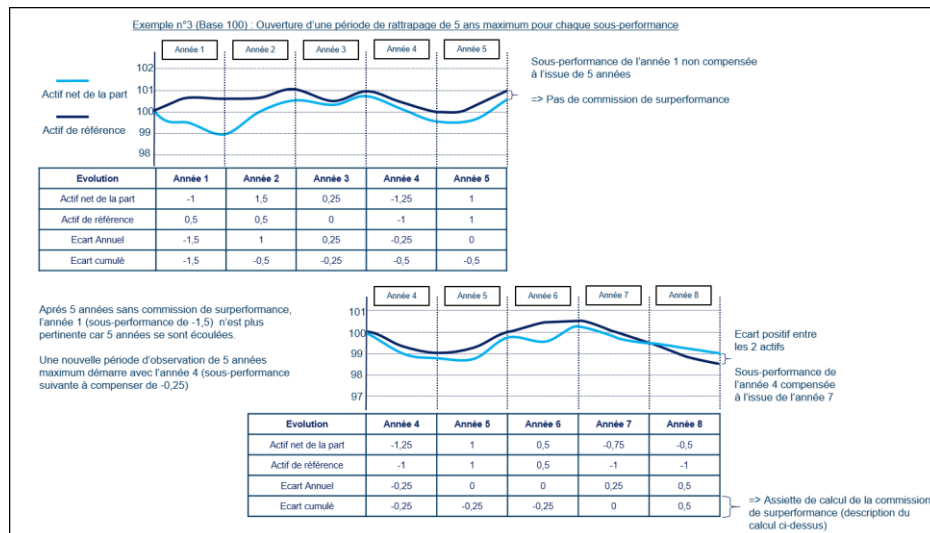 Exemple n°3 (Base 100) : Ouverture d'une période de rattrapage de 5 ans maximum pour chaque sous-performance
Année 1 Année 2 Année 3 Année 4 Année 5
Actif net de la part
Actif de référence
102
101
100
99
98
Sous-performance de l'année 1 non compensée
à l'issue de 5 années
=> Pas de commission de surperformance
Evolution Année 1 Année 2 Année 3 Année 4 Année 5
Actif net de la part -1 1,5 0,25 -1,25 1
Actif de référence 0,5 0,5 0 -1 1
Ecart Annuel -1,5 1 0,25 -0,25 0
Ecart cumulé -1,5 -0,5 -0,25 -0,5 -0,5
Aprés 5 années sans commission de surperformance,
l'année 1 (sous-performance de -1,5) n'est plus
pertinente car 5 années se sont écoulées.
Une nouvelle période d'observation de 5 années
maximum démarre avec l'année 4 (sous-performance
suivante à compenser de -0,25)
Année 4 Année 5 Année 6 Année 7 Année 8
101
100
99
98
97
Ecart positif entre
les 2 actifs
Sous-performance de
l'année 4 compensée
à l'issue de l'année 7
Evolution Année 4 Année 5 Année 6 Année 7 Année 8
Actif net de la part -1,25 1 0,5 -0,75 -0,5
Actif de référence -1 1 0,5 -1 -1
Ecart Annuel -0,25 0 0 0,25 0,5
Ecart cumulé -0,25 -0,25 -0,25 0 0,5
=> Assiette de calcul de la commission
de surperformance (description du
calcul ci-dessus)